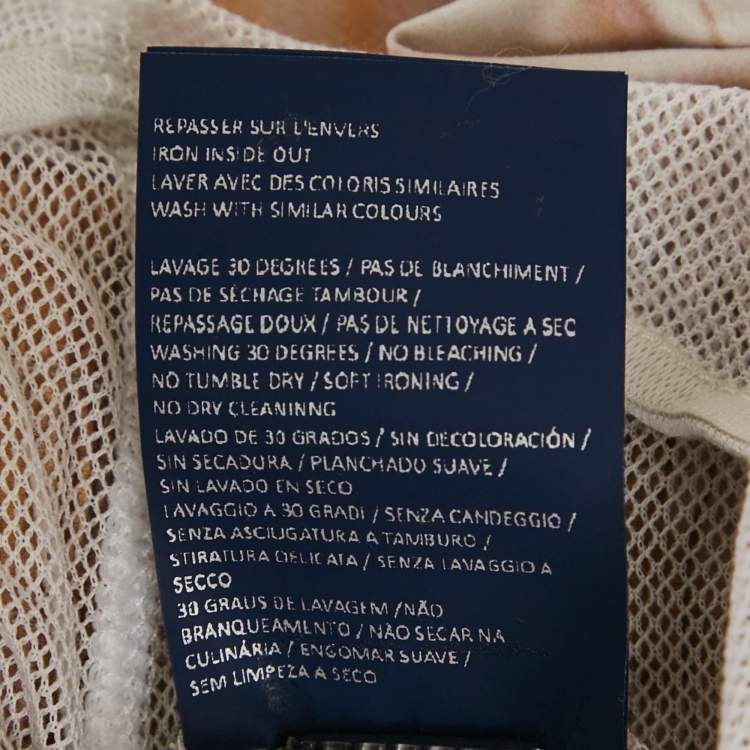 REPASSER SUR L'ENVERS
IRON INSIDE OUT
LAVER AVEC DES COLORIS SIMILAIRES
WASH WITH SIMILAR COLOURS
LAVAGE 30 DEGREES / PAS DE BLANCHIMENT /
PAS DE SÉCHAGE TAMBOUR /
REPASSAGE DOUX / PAS DE NETTOYAGE A SEC
WASHING 30 DEGREES / NO BLEACHING /
NO TUMBLE DRY / SOFT IRONING /
NO DRY CLEANINNG
LAVADO DE 30 GRADOS / SIN DECOLORACIÓN /
SIN SECADURA / PLANCHADO SUAVE /
SIN LAVADO EN SECO
LAVAGGIO A 30 GRADI / SENZA CANDEGGIO /
SENZA ASCIUGATURA A TAMBURO /
STIRATURA DELICATA / SENZA LAVAGGIO A
SECCO
30 GRAUS DE LAVAGEM /NÃO
BRANQUEAMENTO / NÃO SECAR NA
CULINÁRIA / ENGOMAR SUAVE /
SEM LIMPEZA A SECO